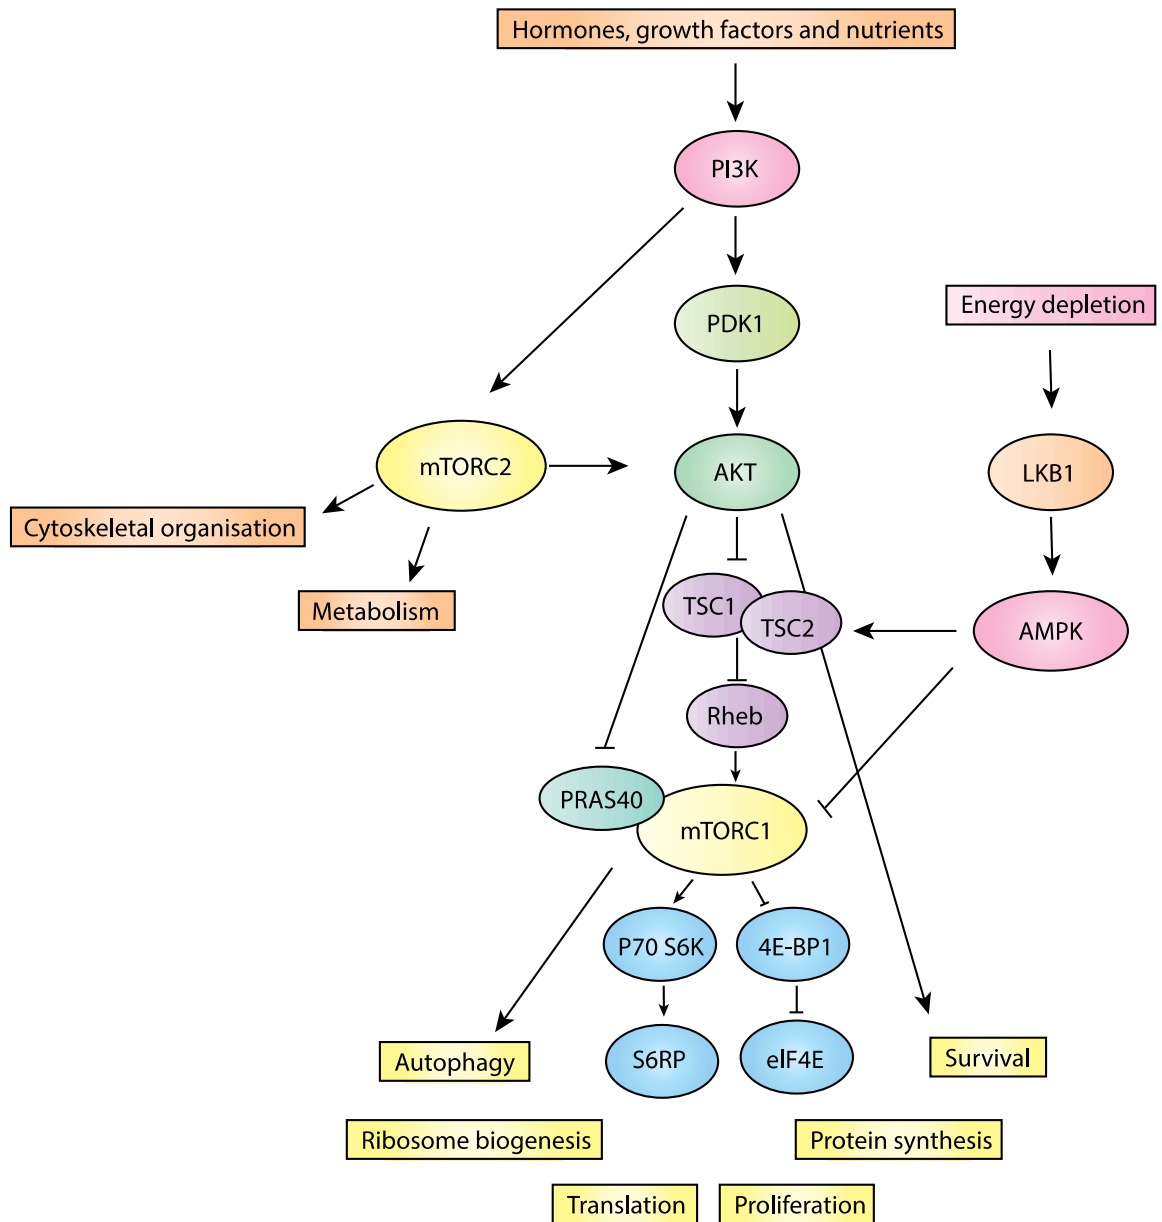 Hormones, growth factors and nutrients
PI3K
PDK1
Energy depletion
mTORC2
AKT
LKB1
Cytoskeletal organisation
Metabolism
TSC1
TSC2
AMPK
Rheb
PRAS40
mTORC1
P70 S6K
4E-BP1
Autophagy
S6RP
eIF4E
Survival
Ribosome biogenesis
Protein synthesis
Translation
Proliferation